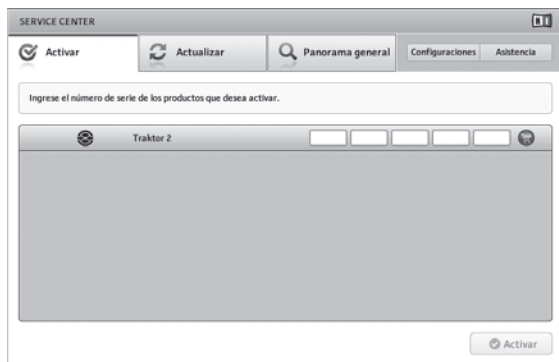 SERVICE CENTER
Activar Actualizar Panorama general Configuraciones Asistencia
Ingrese el número de serie de los productos que desea activar.
Traktor 2
Activar